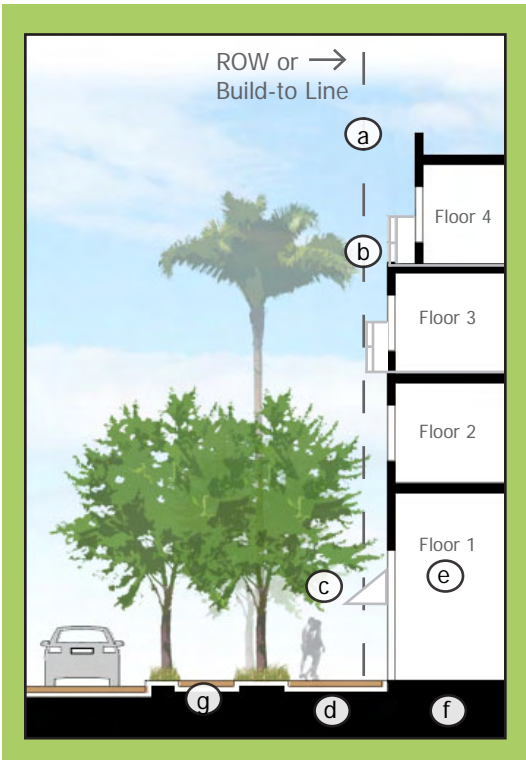 ROW or →
Build-to Line
a
Floor 4
b
Floor 3
Floor 2
Floor 1
e
c
g
d
f